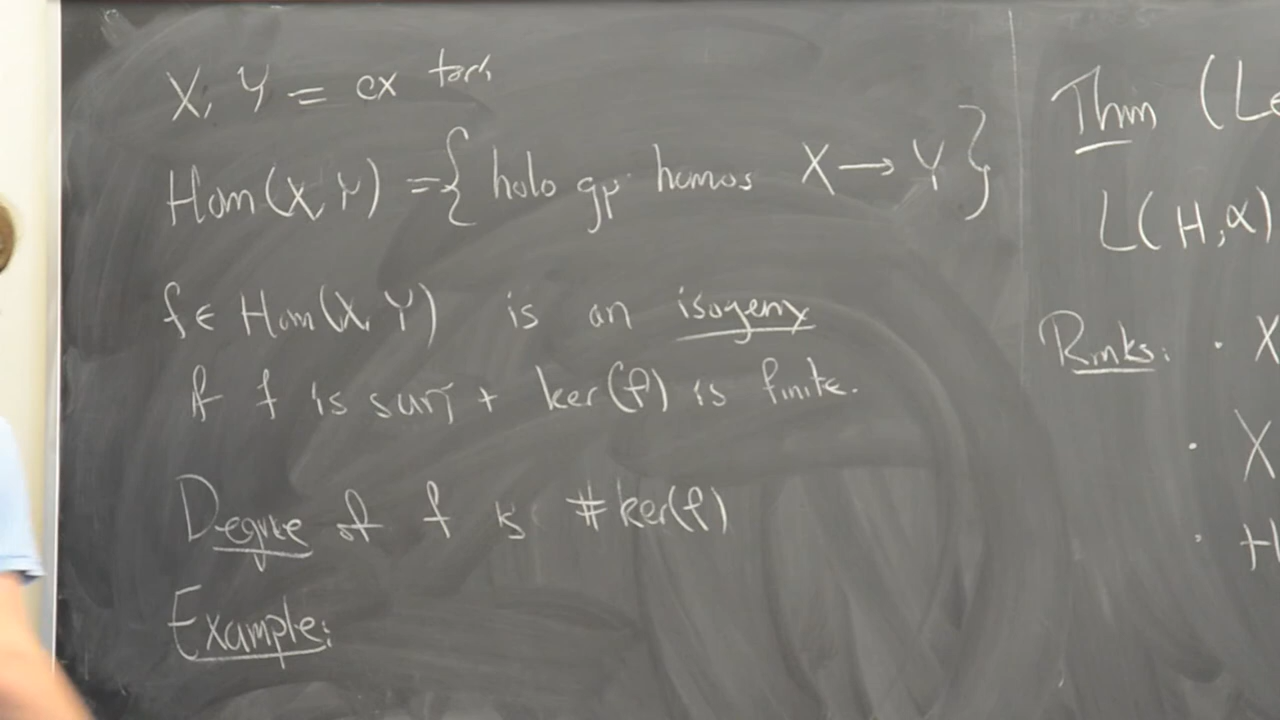 X, Y = cx tori
Hom(X,Y) = { holo gp homos X → Y }
f ∈ Hom(X,Y) is an isogeny
if f is surj + ker(f) is finite.
Degree of f is #ker(f)
Example:
Thm (Le
L(H,α)
Rmks: · X
· X
· H